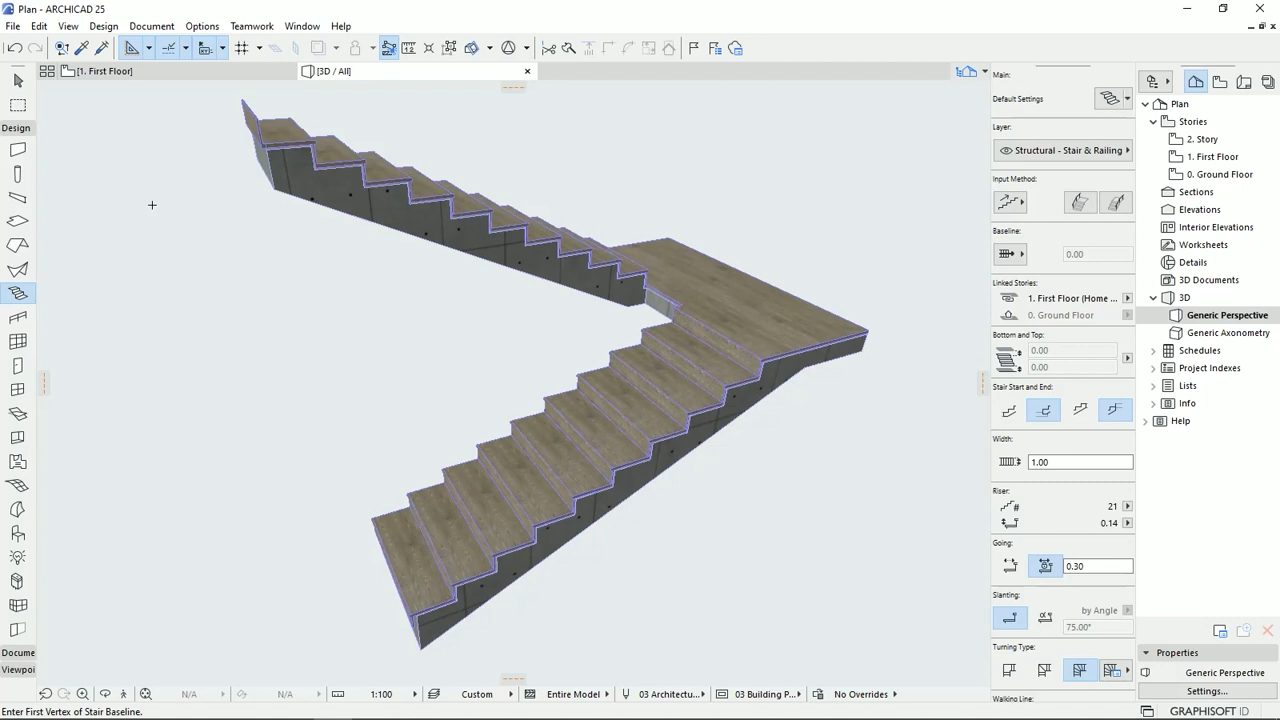 Plan - ARCHICAD 25
File Edit View Design Document Options Teamwork Window Help
[1. First Floor]
[3D / All]
Design
Docume
Viewpoi
Main:
Default Settings
Layer:
Structural - Stair & Railing
Input Method:
Baseline:
0.00
Linked Stories:
1. First Floor (Home ...
0. Ground Floor
Bottom and Top:
0.00
0.00
Stair Start and End:
Width:
1.00
Riser:
21
0.14
Going:
0.30
Slanting:
by Angle
75.00°
Turning Type:
Walking Line:
Plan
Stories
2. Story
1. First Floor
0. Ground Floor
Sections
Elevations
Interior Elevations
Worksheets
Details
3D Documents
3D
Generic Perspective
Generic Axonometry
Schedules
Project Indexes
Lists
Info
Help
Properties
Generic Perspective
Settings...
N/A N/A 1:100 Custom Entire Model 03 Architectu... 03 Building P... No Overrides
Enter First Vertex of Stair Baseline.
GRAPHISOFT ID